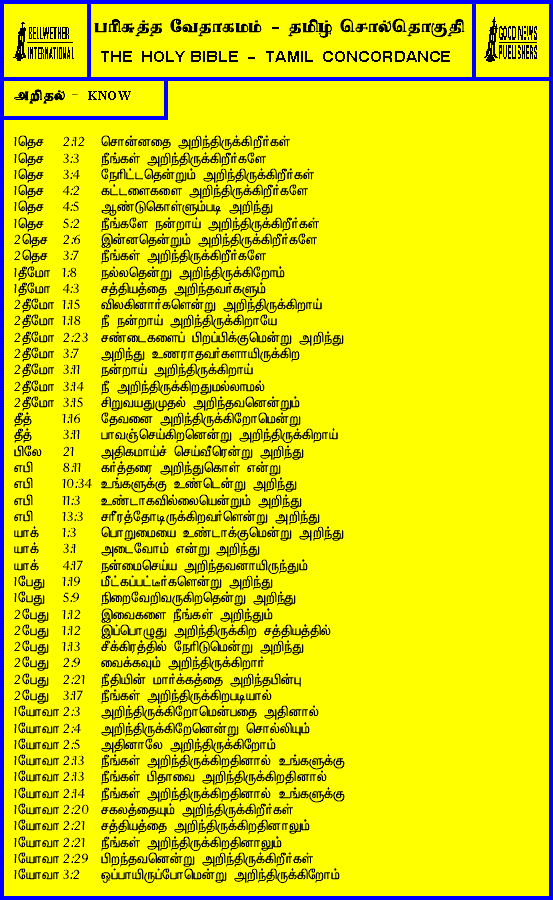 BELLWETHER
INTERNATIONAL
பரிசுத்த வேதாகமம் - தமிழ் சொல்தொகுதி
THE HOLY BIBLE - TAMIL CONCORDANCE
GOOD NEWS
PUBLISHERS
அறிதல் - KNOW
1தெச 2:12 சொன்னதை அறிந்திருக்கிறீர்கள்
1தெச 3:3 நீங்கள் அறிந்திருக்கிறீர்களே
1தெச 3:4 நேரிட்டதென்றும் அறிந்திருக்கிறீர்கள்
1தெச 4:2 கட்டளைகளை அறிந்திருக்கிறீர்களே
1தெச 4:5 ஆண்டுகொள்ளும்படி அறிந்து
1தெச 5:2 நீங்களே நன்றாய் அறிந்திருக்கிறீர்கள்
2தெச 2:6 இன்னதென்றும் அறிந்திருக்கிறீர்களே
2தெச 3:7 நீங்கள் அறிந்திருக்கிறீர்களே
1தீமோ 1:8 நல்லதென்று அறிந்திருக்கிறோம்
1தீமோ 4:3 சத்தியத்தை அறிந்தவர்களும்
2தீமோ 1:15 விலகினார்களென்று அறிந்திருக்கிறாய்
2தீமோ 1:18 நீ நன்றாய் அறிந்திருக்கிறாயே
2தீமோ 2:23 சண்டைகளைப் பிறப்பிக்குமென்று அறிந்து
2தீமோ 3:7 அறிந்து உணராதவர்களாயிருக்கிற
2தீமோ 3:11 நன்றாய் அறிந்திருக்கிறாய்
2தீமோ 3:14 நீ அறிந்திருக்கிறதுமல்லாமல்
2தீமோ 3:15 சிறுவயதுமுதல் அறிந்தவனென்றும்
தீத் 1:16 தேவனை அறிந்திருக்கிறோமென்று
தீத் 3:11 பாவஞ்செய்கிறனென்று அறிந்திருக்கிறாய்
பிலே 21 அதிகமாய்ச் செய்வீரென்று அறிந்து
எபி 8:11 கர்த்தரை அறிந்துகொள் என்று
எபி 10:34 உங்களுக்கு உண்டென்று அறிந்து
எபி 11:3 உண்டாகவில்லையென்றும் அறிந்து
எபி 13:3 சரீரத்தோடிருக்கிறவர்ளென்று அறிந்து
யாக் 1:3 பொறுமையை உண்டாக்குமென்று அறிந்து
யாக் 3:1 அடைவோம் என்று அறிந்து
யாக் 4:17 நன்மைசெய்ய அறிந்தவனாயிருந்தும்
1பேது 1:19 மீட்கப்பட்டீர்களென்று அறிந்து
1பேது 5:9 நிறைவேறிவருகிறதென்று அறிந்து
2பேது 1:12 இவைகளை நீங்கள் அறிந்தும்
2பேது 1:12 இப்பொழுது அறிந்திருக்கிற சத்தியத்தில்
2பேது 1:13 சீக்கிரத்தில் நேரிடுமென்று அறிந்து
2பேது 2:9 வைக்கவும் அறிந்திருக்கிறார்
2பேது 2:21 நீதியின் மார்க்கத்தை அறிந்தபின்பு
2பேது 3:17 நீங்கள் அறிந்திருக்கிறபடியால்
1யோவா 2:3 அறிந்திருக்கிறோமென்பதை அதினால்
1யோவா 2:4 அறிந்திருக்கிறேனென்று சொல்லியும்
1யோவா 2:5 அதினாலே அறிந்திருக்கிறோம்
1யோவா 2:13 நீங்கள் அறிந்திருக்கிறதினால் உங்களுக்கு
1யோவா 2:13 நீங்கள் பிதாவை அறிந்திருக்கிறதினால்
1யோவா 2:14 நீங்கள் அறிந்திருக்கிறதினால் உங்களுக்கு
1யோவா 2:20 சகலத்தையும் அறிந்திருக்கிறீர்கள்
1யோவா 2:21 சத்தியத்தை அறிந்திருக்கிறதினாலும்
1யோவா 2:21 நீங்கள் அறிந்திருக்கிறதினாலும்
1யோவா 2:29 பிறந்தவனென்று அறிந்திருக்கிறீர்கள்
1யோவா 3:2 ஒப்பாயிருப்போமென்று அறிந்திருக்கிறோம்